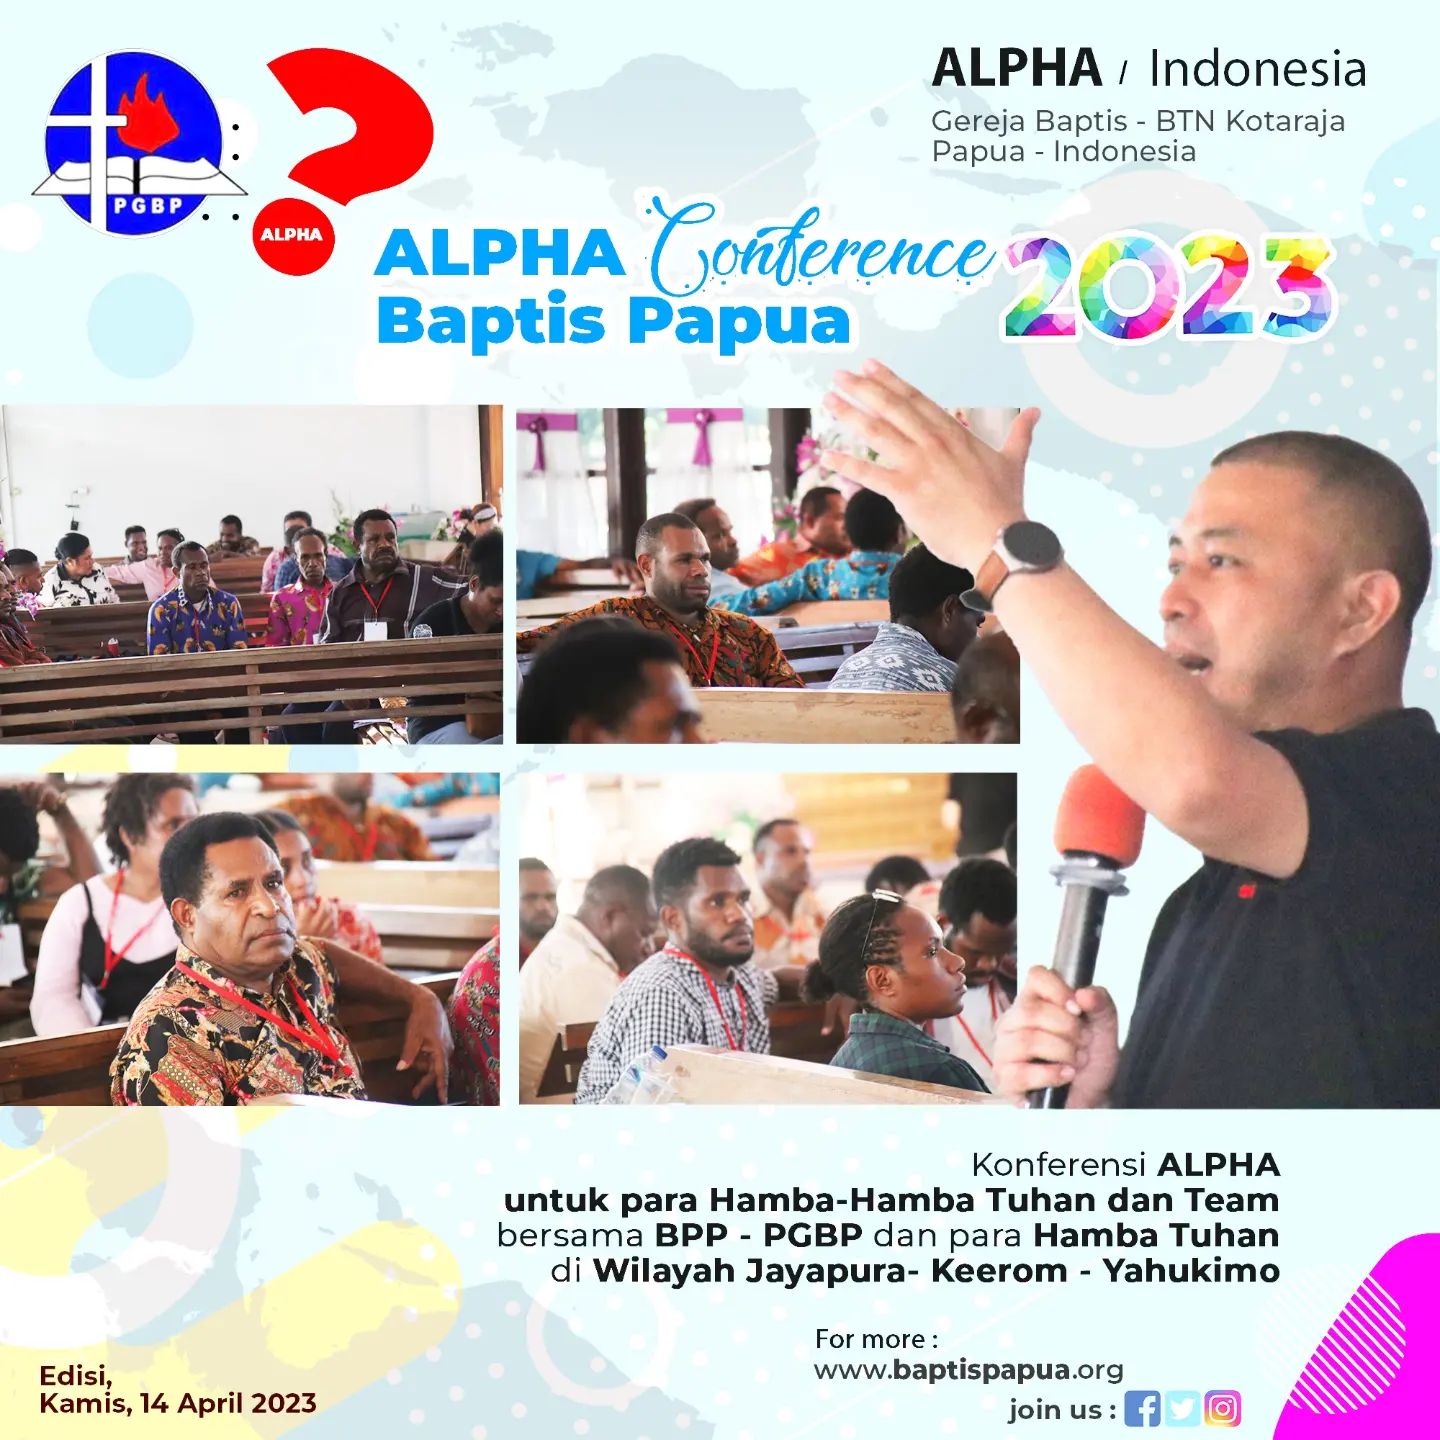 PGBP
ALPHA
ALPHA / Indonesia
Gereja Baptis - BTN Kotaraja
Papua - Indonesia
ALPHA Conference 2023
Baptis Papua
Konferensi ALPHA
untuk para Hamba-Hamba Tuhan dan Team
bersama BPP - PGBP dan para Hamba Tuhan
di Wilayah Jayapura- Keerom - Yahukimo
For more :
www.baptispapua.org
join us :
Edisi,
Kamis, 14 April 2023